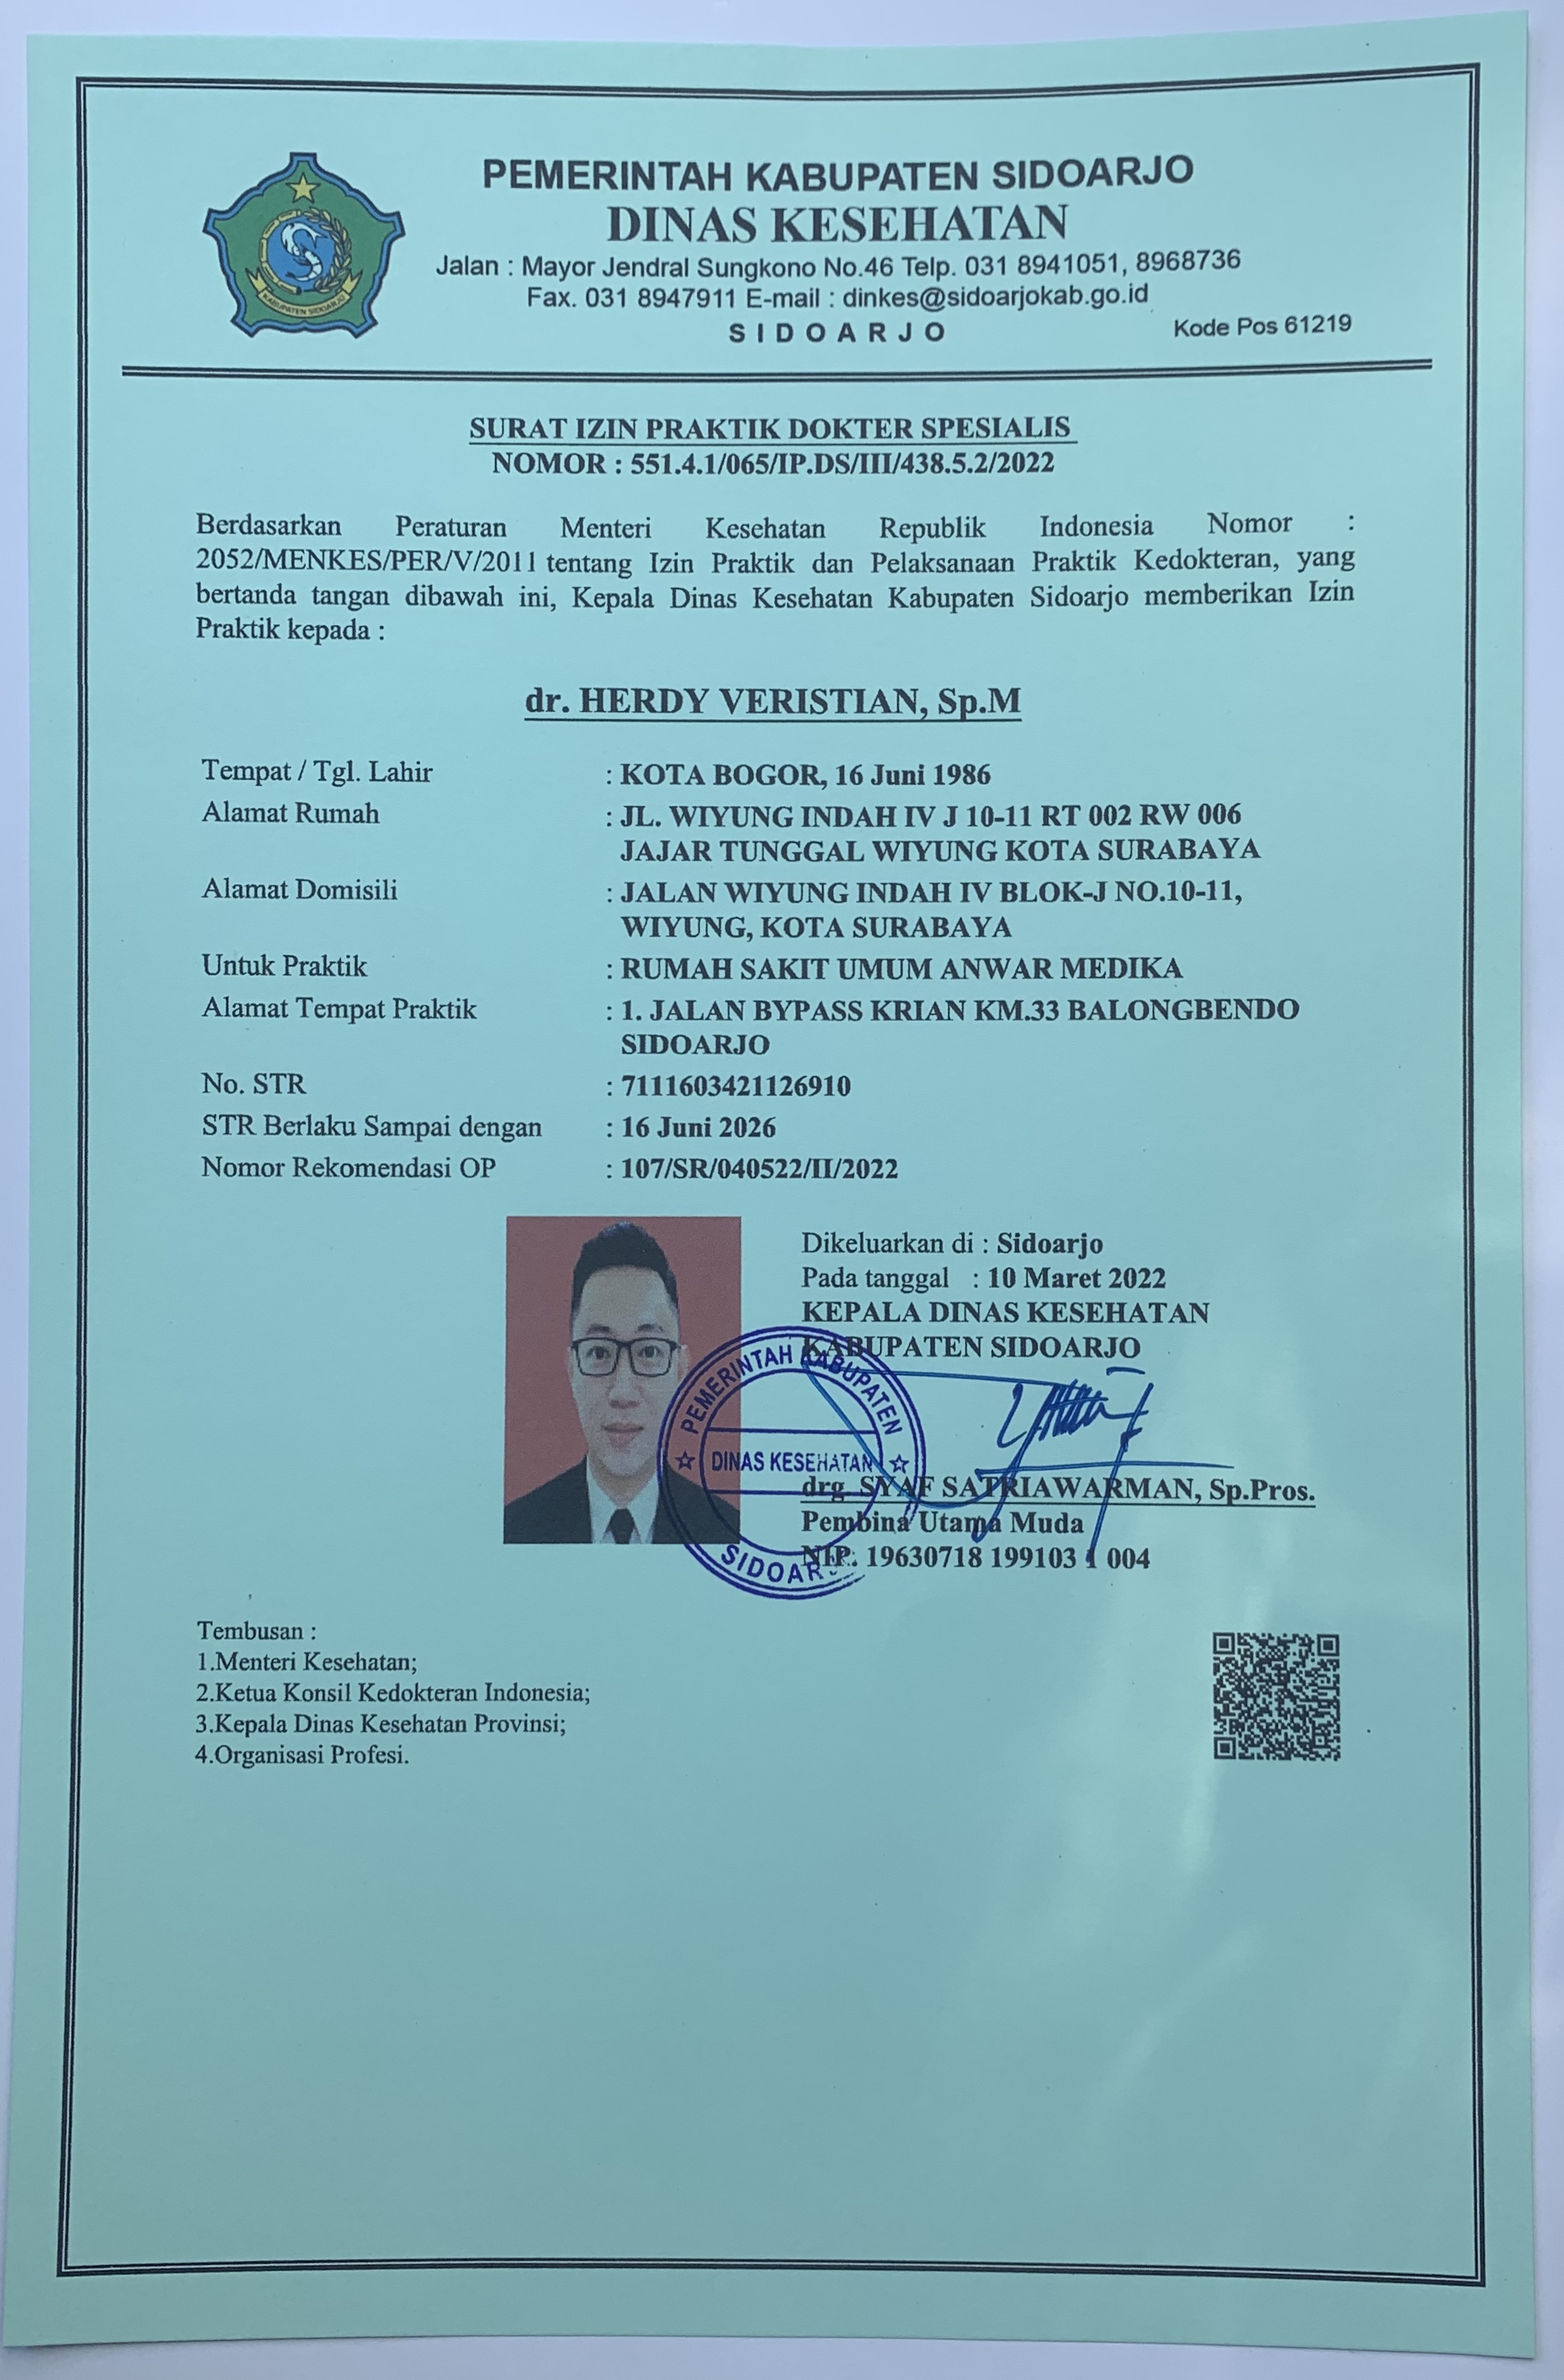 PEMERINTAH KABUPATEN SIDOARJO
DINAS KESEHATAN
Jalan : Mayor Jendral Sungkono No.46 Telp. 031 8941051, 8968736
Fax. 031 8947911 E-mail : dinkes@sidoarjokab.go.id
SIDOARJO
Kode Pos 61219
KABUPATEN SIDOARJO
SURAT IZIN PRAKTIK DOKTER SPESIALIS
NOMOR : 551.4.1/065/IP.DS/III/438.5.2/2022
Berdasarkan Peraturan Menteri Kesehatan Republik Indonesia Nomor :
2052/MENKES/PER/V/2011 tentang Izin Praktik dan Pelaksanaan Praktik Kedokteran, yang
bertanda tangan dibawah ini, Kepala Dinas Kesehatan Kabupaten Sidoarjo memberikan Izin
Praktik kepada :
dr. HERDY VERISTIAN, Sp.M
Tempat / Tgl. Lahir : KOTA BOGOR, 16 Juni 1986
Alamat Rumah : JL. WIYUNG INDAH IV J 10-11 RT 002 RW 006
JAJAR TUNGGAL WIYUNG KOTA SURABAYA
Alamat Domisili : JALAN WIYUNG INDAH IV BLOK-J NO.10-11,
WIYUNG, KOTA SURABAYA
Untuk Praktik : RUMAH SAKIT UMUM ANWAR MEDIKA
Alamat Tempat Praktik : 1. JALAN BYPASS KRIAN KM.33 BALONGBENDO
SIDOARJO
No. STR : 7111603421126910
STR Berlaku Sampai dengan : 16 Juni 2026
Nomor Rekomendasi OP : 107/SR/040522/II/2022
Dikeluarkan di : Sidoarjo
Pada tanggal : 10 Maret 2022
KEPALA DINAS KESEHATAN
KABUPATEN SIDOARJO
PEMERINTAH KABUPATEN
DINAS KESEHATAN
SIDOARJO
drg. SYAF SATRIAWARMAN, Sp.Pros.
Pembina Utama Muda
NIP. 19630718 199103 1 004
Tembusan :
1.Menteri Kesehatan;
2.Ketua Konsil Kedokteran Indonesia;
3.Kepala Dinas Kesehatan Provinsi;
4.Organisasi Profesi.